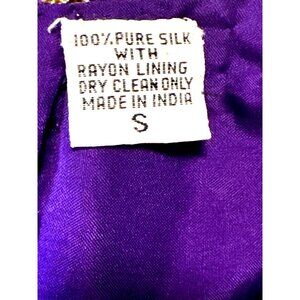 100% PURE SILK
WITH
RAYON LINING
DRY CLEAN ONLY
MADE IN INDIA
S